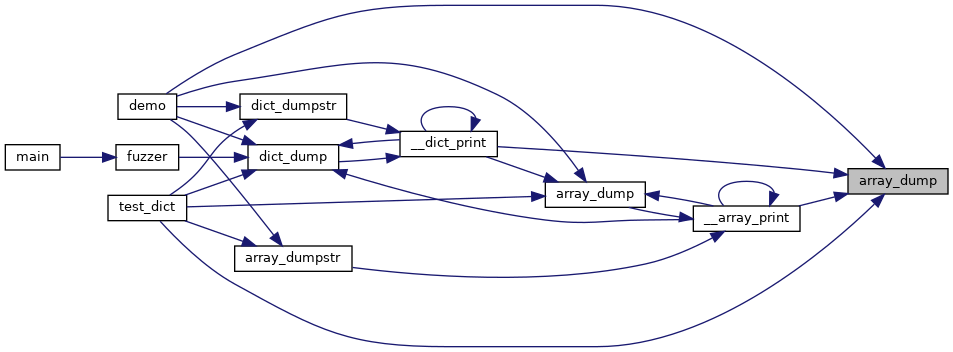 main
fuzzer
demo
test_dict
dict_dumpstr
dict_dump
array_dumpstr
__dict_print
array_dump
__array_print
array_dump